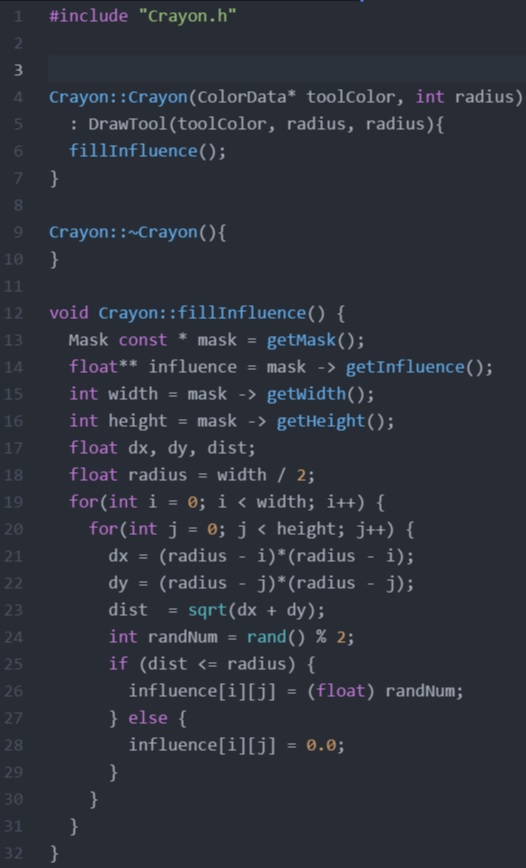 1 #include "Crayon.h"
2
3
4 Crayon::Crayon(ColorData* toolColor, int radius)
5   : DrawTool(toolColor, radius, radius){
6   fillInfluence();
7 }
8
9 Crayon::~Crayon(){
10 }
11
12 void Crayon::fillInfluence() {
13   Mask const * mask = getMask();
14   float** influence = mask -> getInfluence();
15   int width = mask -> getWidth();
16   int height = mask -> getHeight();
17   float dx, dy, dist;
18   float radius = width / 2;
19   for(int i = 0; i < width; i++) {
20     for(int j = 0; j < height; j++) {
21       dx = (radius - i)*(radius - i);
22       dy = (radius - j)*(radius - j);
23       dist  = sqrt(dx + dy);
24       int randNum = rand() % 2;
25       if (dist <= radius) {
26         influence[i][j] = (float) randNum;
27       } else {
28         influence[i][j] = 0.0;
29       }
30     }
31   }
32 }